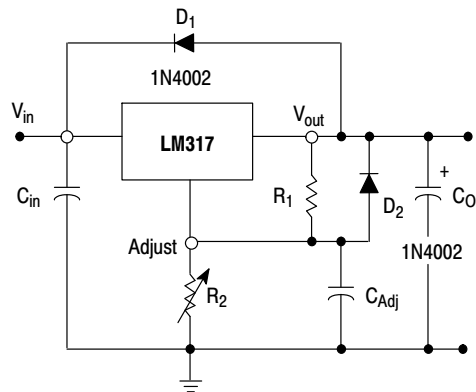 D1
1N4002
Vin
Vout
LM317
Cin
R1
D2
+
CO
1N4002
Adjust
R2
CAdj